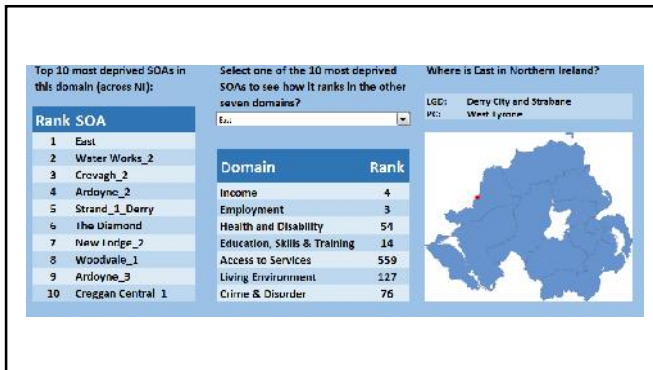 Top 10 most deprived SOAs in
this domain (across NI):
Rank SOA
1 East
2 Water Works_2
3 Crevagh_2
4 Ardoyne_2
5 Strand_1_Derry
6 The Diamond
7 New Lodge_2
8 Woodvale_1
9 Ardoyne_3
10 Creggan Central_1
Select one of the 10 most deprived
SOAs to see how it ranks in the other
seven domains?
East
Domain Rank
Income 4
Employment 3
Health and Disability 54
Education, Skills & Training 14
Access to Services 559
Living Environment 127
Crime & Disorder 76
Where is East in Northern Ireland?
LGD: Derry City and Strabane
PC: West Tyrone